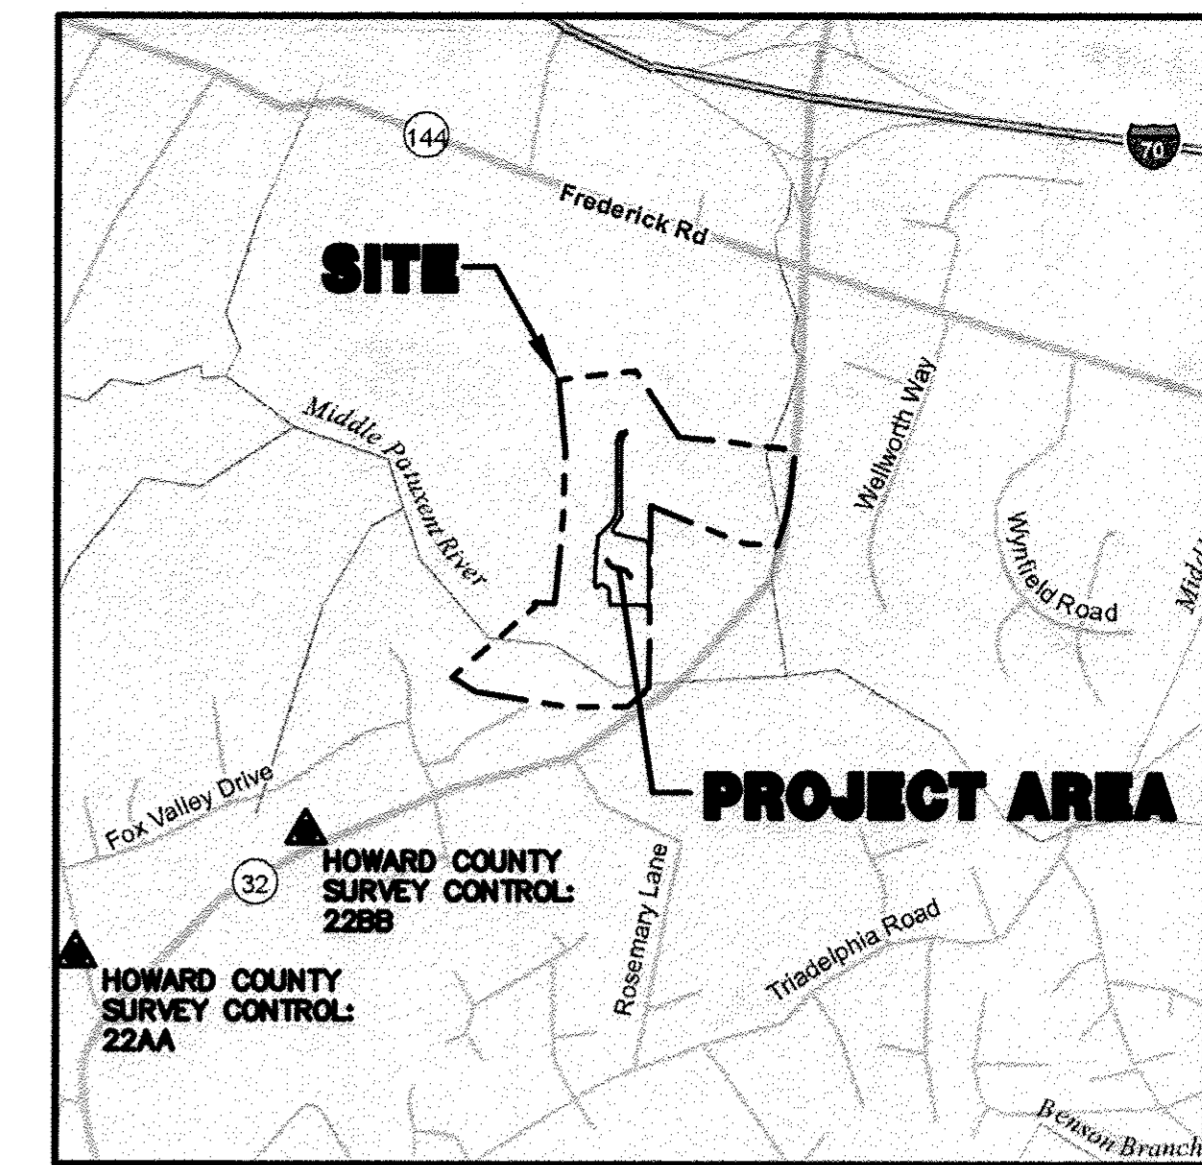 144
70
Frederick Rd
SITE
Middle Patuxent River
Wellworth Way
Wynfield Road
Middl
PROJECT AREA
Fox Valley Drive
32
HOWARD COUNTY
SURVEY CONTROL:
22BB
Rosemary Lane
Triadelphia Road
HOWARD COUNTY
SURVEY CONTROL:
22AA
Benson Branch